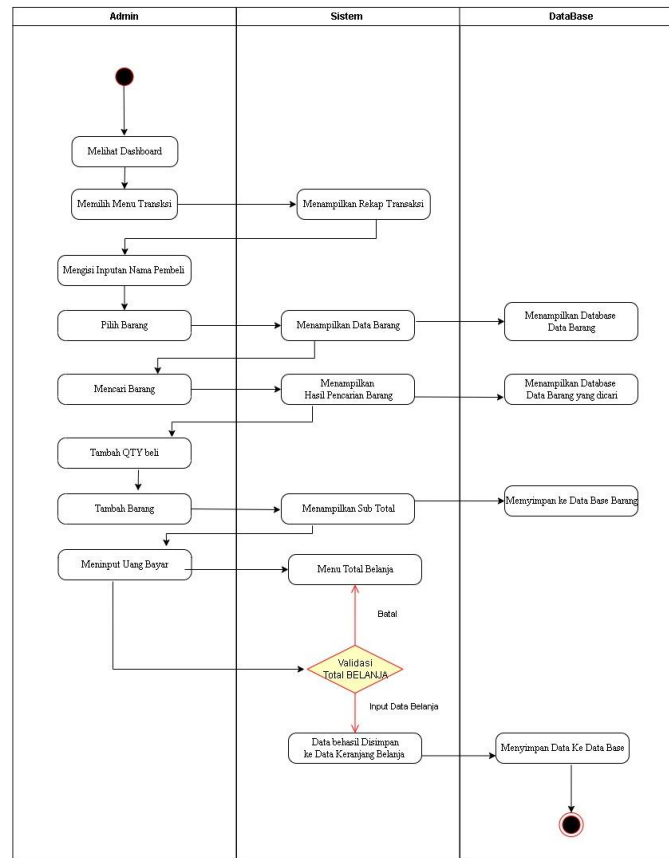 Admin
Sistem
DataBase
Melihat Dashboard
Memilih Menu Transksi
Menampilkan Rekap Transaksi
Mengisi Inputan Nama Pembeli
Pilih Barang
Menampilkan Data Barang
Menampilkan Database
Data Barang
Mencari Barang
Menampilkan
Hasil Pencarian Barang
Menampilkan Database
Data Barang yang dicari
Tambah QTY beli
Tambah Barang
Menampilkan Sub Total
Memyimpan ke Data Base Barang
Meninput Uang Bayar
Menu Total Belanja
Batal
Validasi
Total BELANJA
Input Data Belanja
Data behasil Disimpan
ke Data Keranjang Belanja
Menyimpan Data Ke Data Base